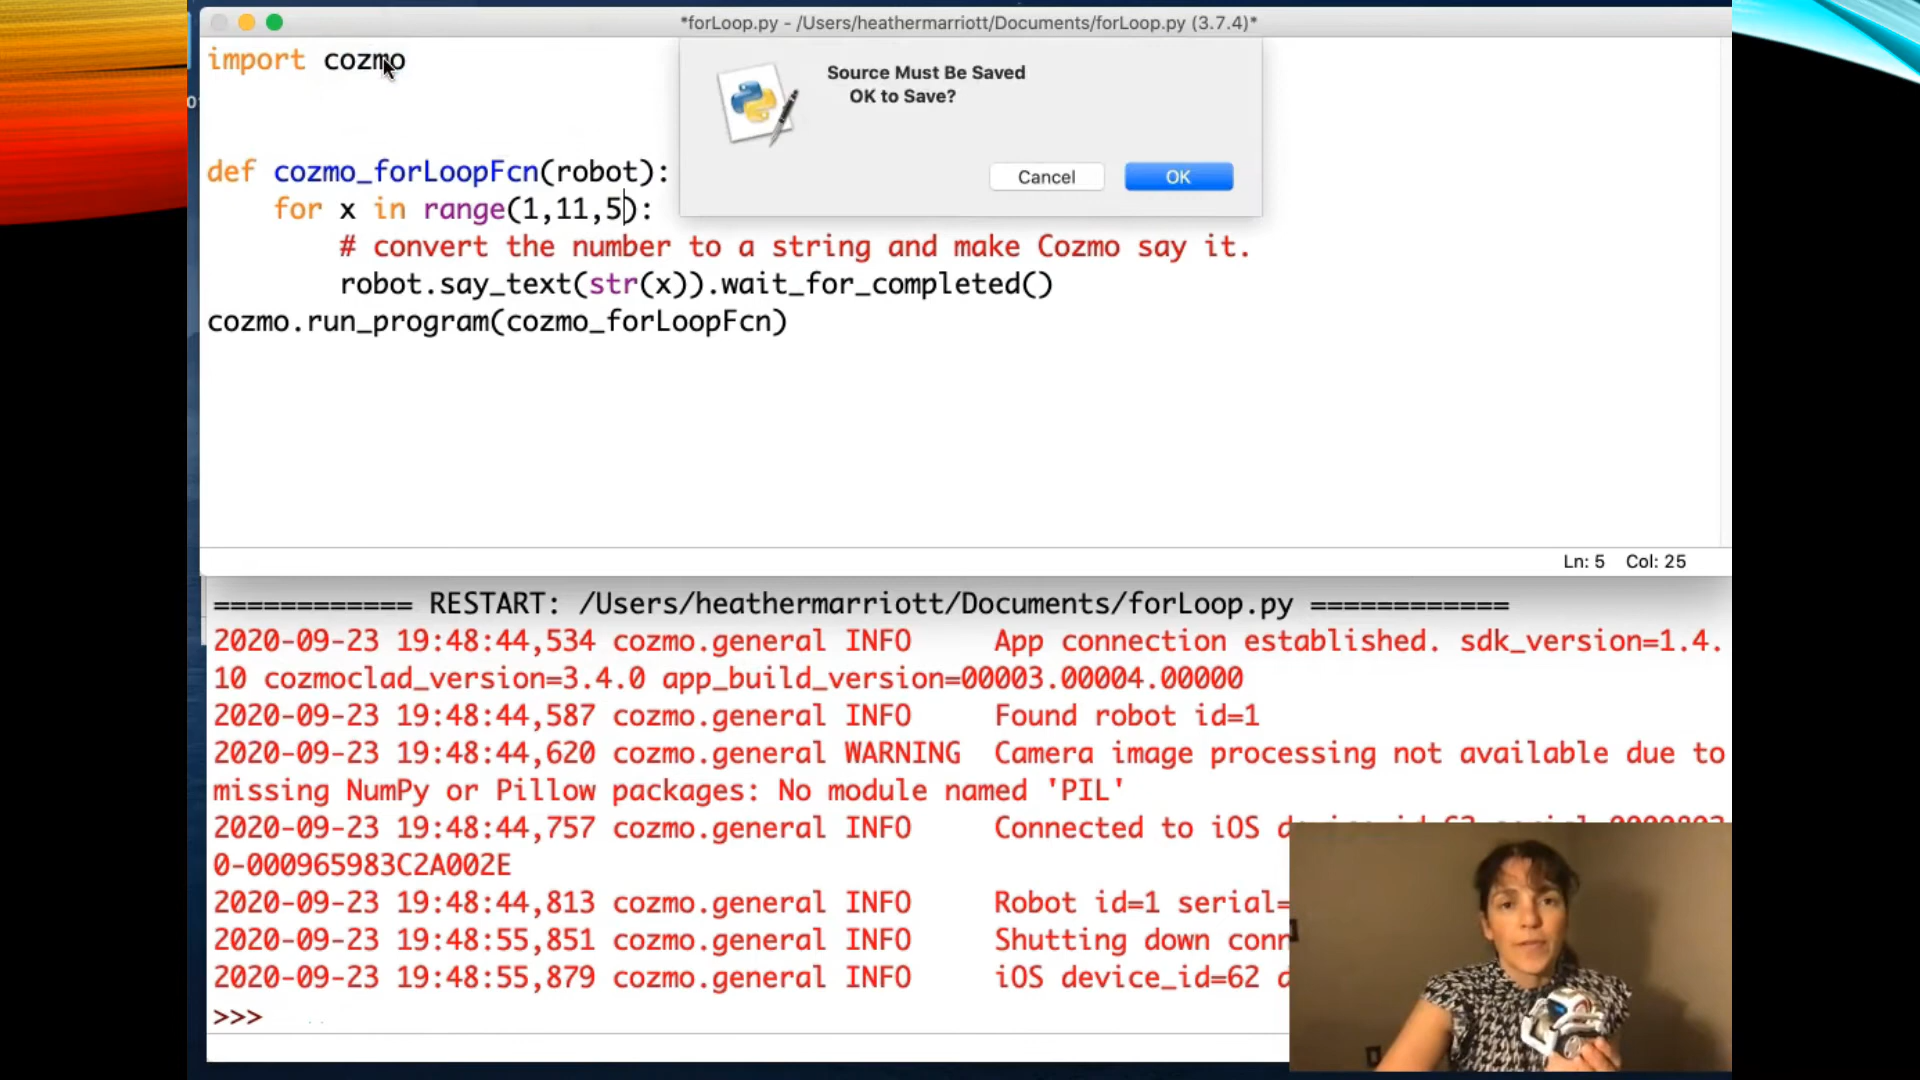 *forLoop.py - /Users/heathermarriott/Documents/forLoop.py (3.7.4)*
import cozmo
Source Must Be Saved
OK to Save?
Cancel
OK
def cozmo_forLoopFcn(robot):
for x in range(1,11,5):
# convert the number to a string and make Cozmo say it.
robot.say_text(str(x)).wait_for_completed()
cozmo.run_program(cozmo_forLoopFcn)
Ln: 5 Col: 25
============ RESTART: /Users/heathermarriott/Documents/forLoop.py ============
2020-09-23 19:48:44,534 cozmo.general INFO App connection established. sdk_version=1.4.
10 cozmoclad_version=3.4.0 app_build_version=00003.00004.00000
2020-09-23 19:48:44,587 cozmo.general INFO Found robot id=1
2020-09-23 19:48:44,620 cozmo.general WARNING Camera image processing not available due to
missing NumPy or Pillow packages: No module named 'PIL'
2020-09-23 19:48:44,757 cozmo.general INFO Connected to iOS
0-000965983C2A002E
2020-09-23 19:48:44,813 cozmo.general INFO Robot id=1 serial=
2020-09-23 19:48:55,851 cozmo.general INFO Shutting down conn
2020-09-23 19:48:55,879 cozmo.general INFO iOS device_id=62
>>>